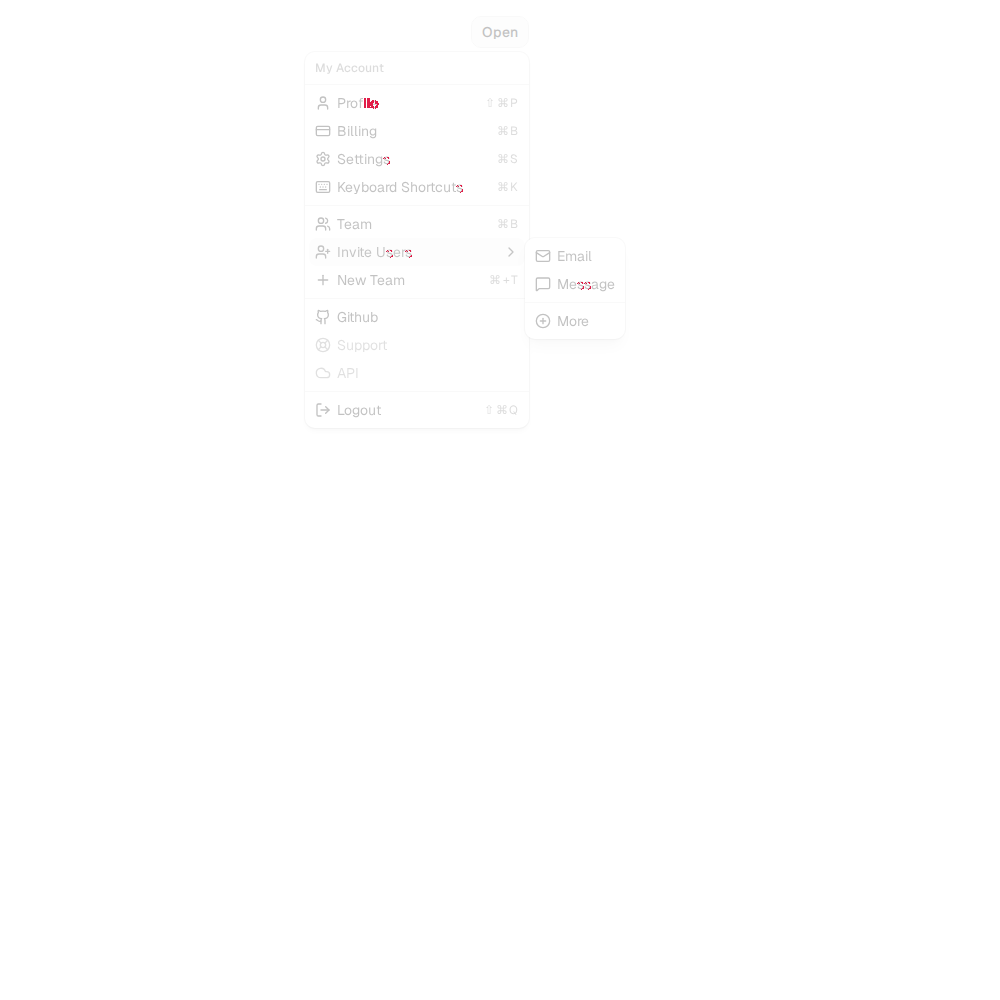 Open
My Account
Profile ⇧⌘P
Billing ⌘B
Settings ⌘S
Keyboard Shortcuts ⌘K
Team ⌘B
Invite Users
Email
New Team ⌘+T
Message
Github
More
Support
API
Logout ⇧⌘Q